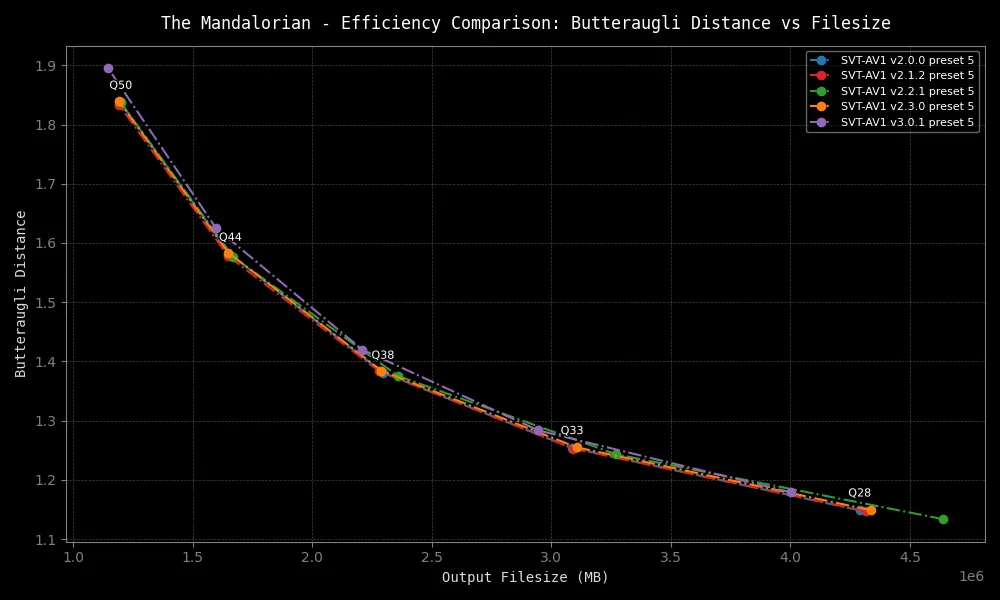 The Mandalorian - Efficiency Comparison: Butteraugli Distance vs Filesize
SVT-AV1 v2.0.0 preset 5
SVT-AV1 v2.1.2 preset 5
SVT-AV1 v2.2.1 preset 5
SVT-AV1 v2.3.0 preset 5
SVT-AV1 v3.0.1 preset 5
Butteraugli Distance
1.9
1.8
1.7
1.6
1.5
1.4
1.3
1.2
1.1
Q50
Q44
Q38
Q33
Q28
1.0
1.5
2.0
2.5
3.0
3.5
4.0
4.5
1e6
Output Filesize (MB)